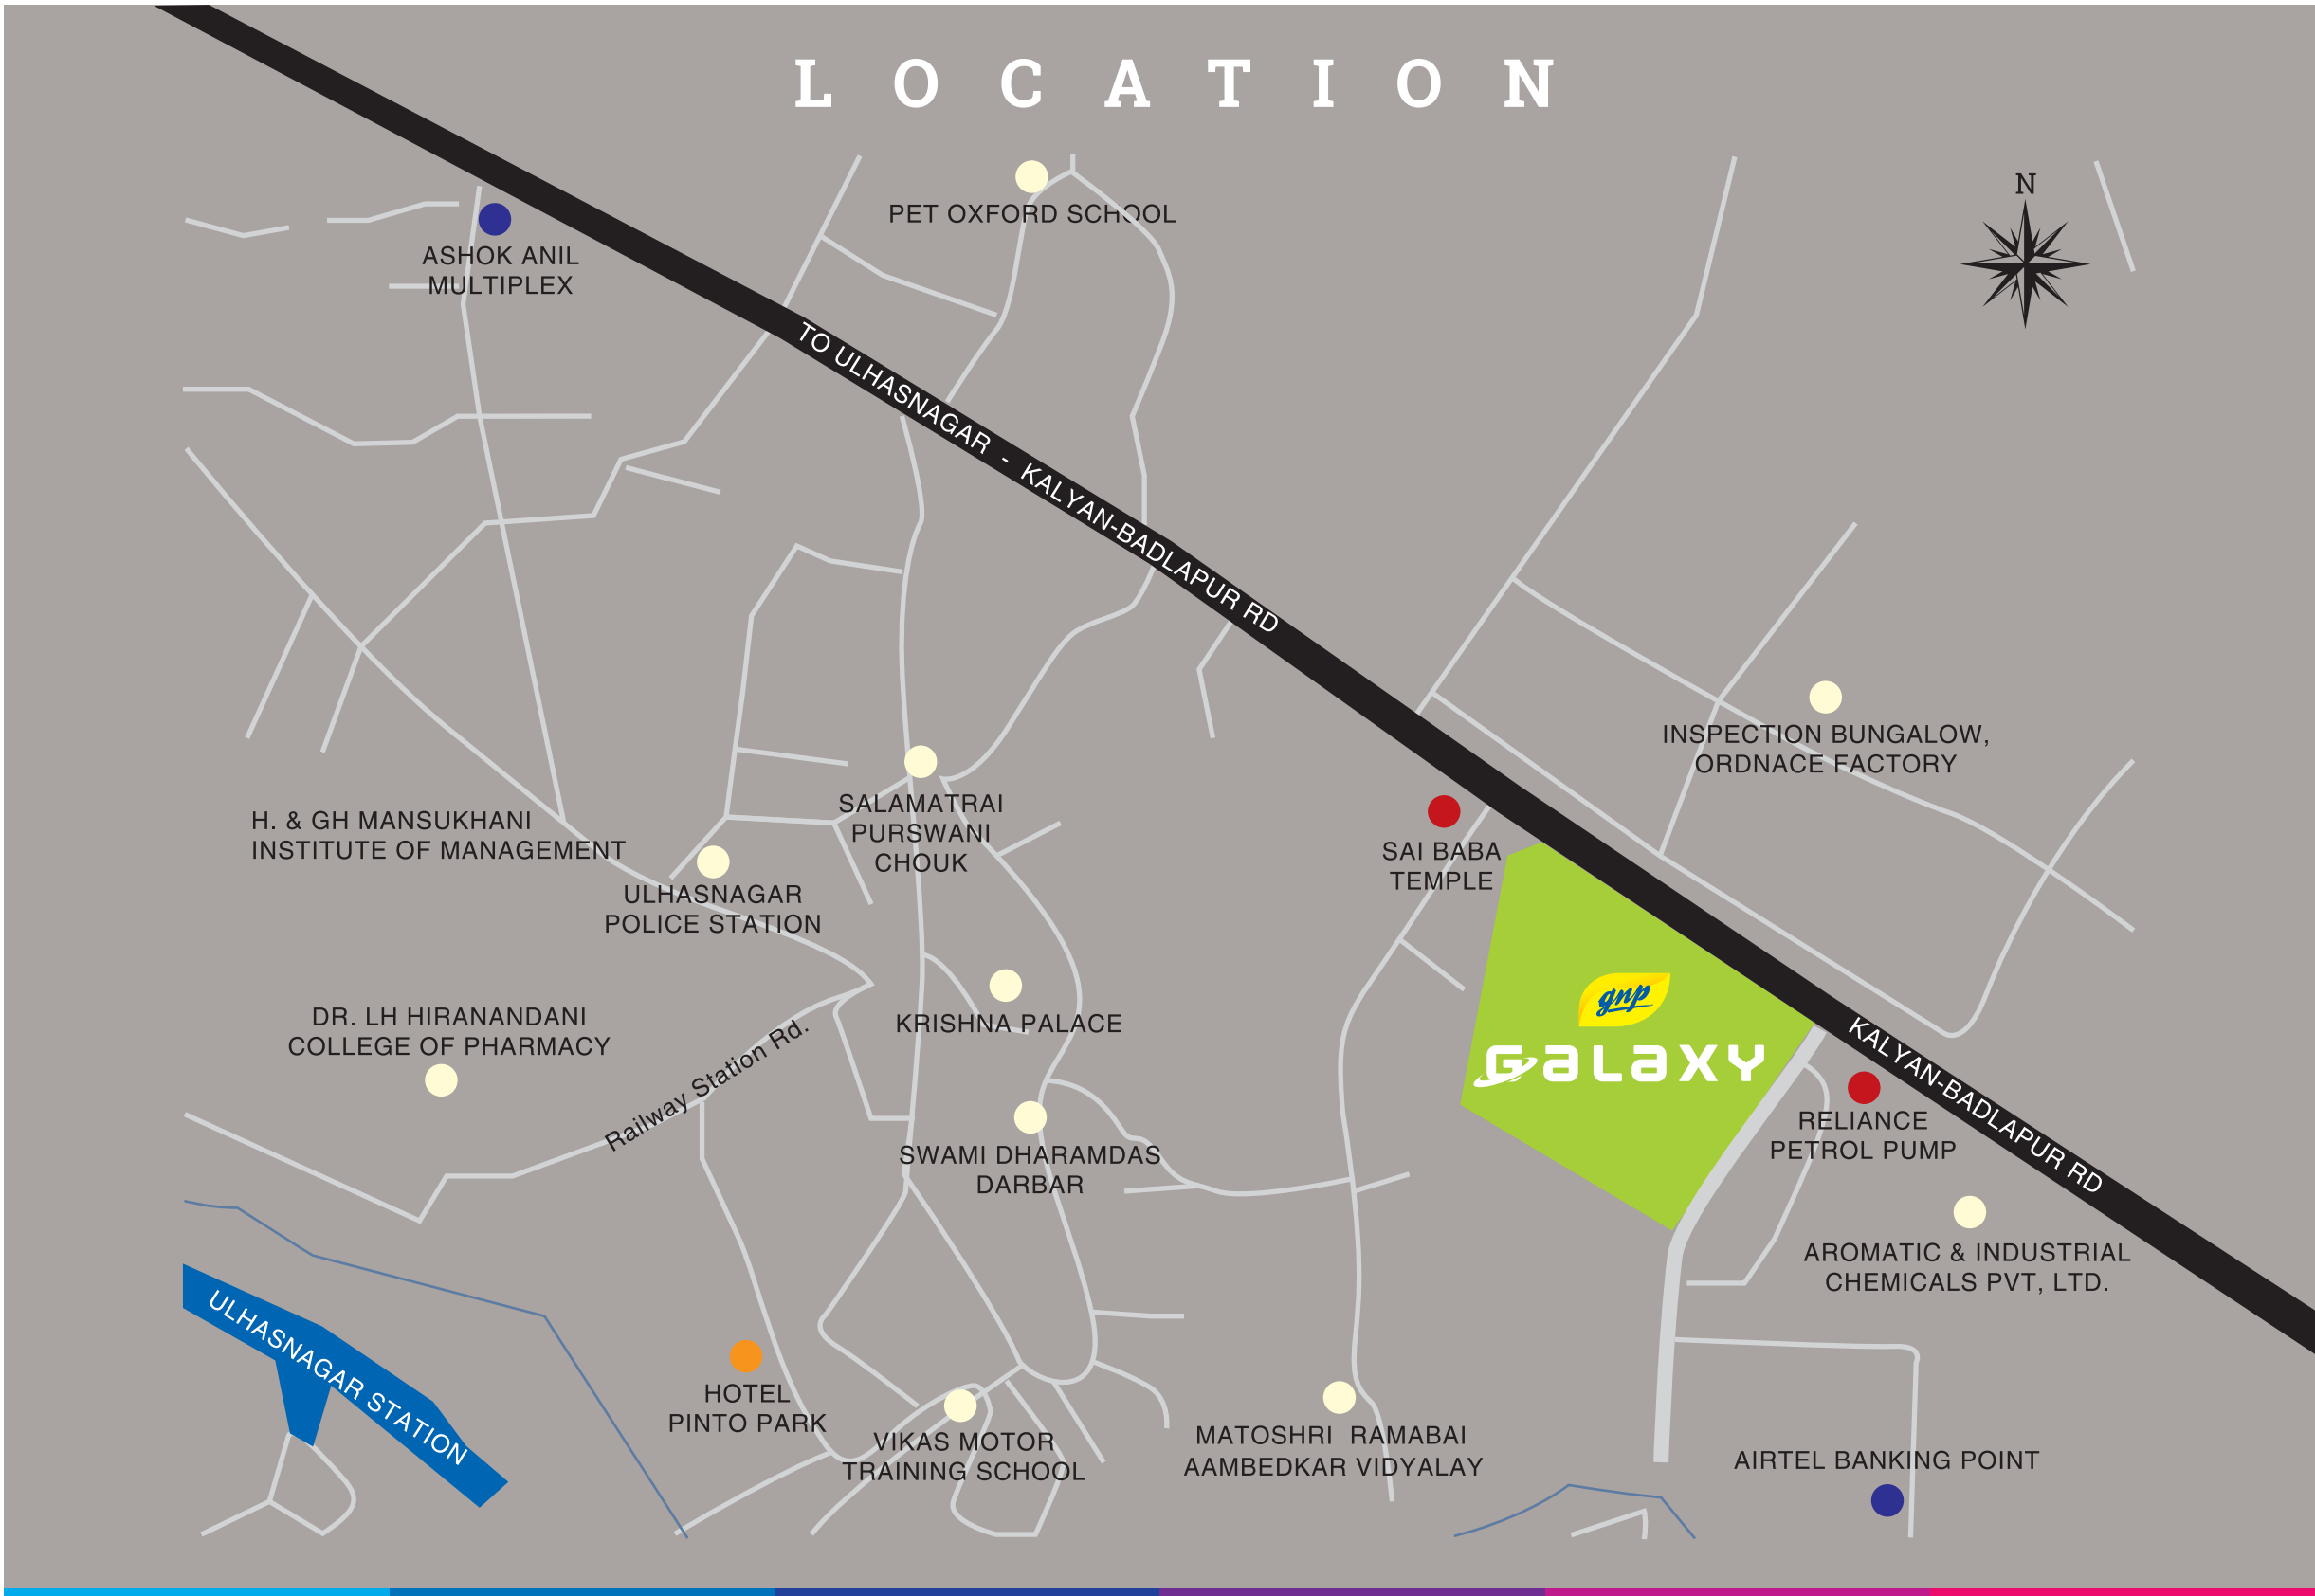 LOCATION
N
PET OXFORD SCHOOL
ASHOK ANIL
MULTIPLEX
TO ULHASNAGAR - KALYAN-BADLAPUR RD
INSPECTION BUNGALOW,
ORDNACE FACTORY
SALAMATRAI
PURSWANI
CHOUK
H. & GH MANSUKHANI
INSTITUTE OF MANAGEMENT
SAI BABA
TEMPLE
ULHASNAGAR
POLICE STATION
gnp
GALAXY
KRISHNA PALACE
DR. LH HIRANANDANI
COLLEGE OF PHARMACY
Railway Station Rd.
KALYAN-BADLAPUR RD
RELIANCE
PETROL PUMP
SWAMI DHARAMDAS
DARBAR
AROMATIC & INDUSTRIAL
CHEMICALS PVT, LTD.
ULHASNAGAR STATION
HOTEL
PINTO PARK
VIKAS MOTOR
TRAINING SCHOOL
MATOSHRI RAMABAI
AAMBEDKAR VIDYALAY
AIRTEL BANKING POINT